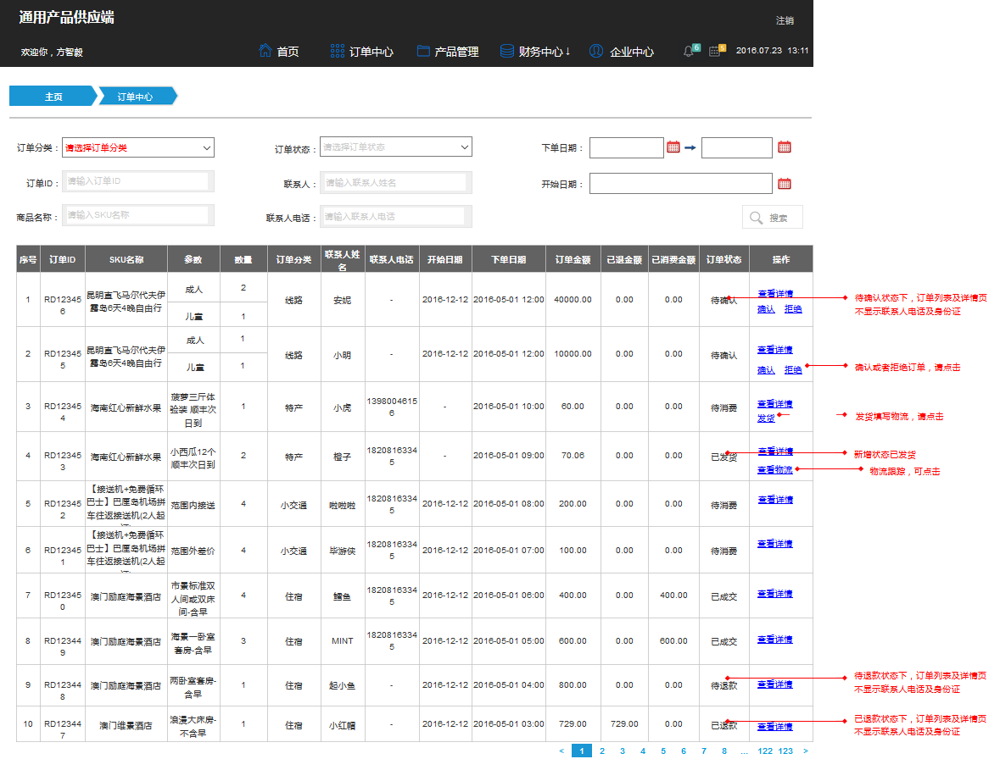 通用产品供应端
注销
欢迎你，方智毅
首页 订单中心 产品管理 财务中心↓ 企业中心 6 5 2016.07.23 13:11
主页 订单中心
订单分类： 请选择订单分类 订单状态： 请选择订单状态 下单日期：
订单ID： 请输入订单ID 联系人： 请输入联系人姓名 开始日期：
商品名称： 请输入SKU名称 联系人电话： 请输入联系人电话 搜索
序号 订单ID SKU名称 参数 数量 订单分类 联系人姓名 联系人电话 开始日期 下单日期 订单金额 已退金额 已消费金额 订单状态 操作
1 RD123456 昆明直飞马尔代夫伊露岛6天4晚自由行 成人 2 儿童 1 线路 安妮 - 2016-12-12 2016-05-01 12:00 40000.00 0.00 0.00 待确认 查看详情 确认 拒绝
待确认状态下，订单列表及详情页
不显示联系人电话及身份证
2 RD123455 昆明直飞马尔代夫伊露岛6天4晚自由行 成人 1 儿童 1 线路 小明 - 2016-12-12 2016-05-01 12:00 10000.00 0.00 0.00 待确认 查看详情 确认 拒绝
确认或者拒绝订单，请点击
3 RD123454 海南红心新鲜水果 菠萝三斤体验装 顺丰次日到 1 特产 小虎 13980046156 - 2016-05-01 10:00 60.00 0.00 0.00 待消费 查看详情 发货
发货填写物流，请点击
4 RD123453 海南红心新鲜水果 小西瓜12个 顺丰次日到 2 特产 橙子 18208163345 - 2016-05-01 09:00 70.06 0.00 0.00 已发货 查看详情 查看物流
新增状态已发货
物流跟踪，可点击
5 RD123452 【接送机+免费循环巴士】巴厘岛机场拼车往返接送机(2人起 范围内接送 4 小交通 啦啦啦 18208163345 2016-12-12 2016-05-01 08:00 200.00 0.00 0.00 待消费 查看详情
6 RD123451 【接送机+免费循环巴士】巴厘岛机场拼车往返接送机(2人起 范围外差价 4 小交通 毕游侠 18208163345 2016-12-12 2016-05-01 07:00 100.00 0.00 0.00 待消费 查看详情
7 RD123450 澳门励庭海景酒店 市景标准双人间或双床间-含早 4 住宿 鳕鱼 18208163345 2016-12-12 2016-05-01 06:00 400.00 0.00 400.00 已成交 查看详情
8 RD123449 澳门励庭海景酒店 海景一卧室套房-含早 3 住宿 MINT 18208163345 2016-12-12 2016-05-01 05:00 600.00 0.00 600.00 已成交 查看详情
9 RD123448 澳门励庭海景酒店 两卧室套房-含早 1 住宿 起小鱼 - 2016-12-12 2016-05-01 04:00 800.00 0.00 0.00 待退款 查看详情
待退款状态下，订单列表及详情页
不显示联系人电话及身份证
10 RD123447 澳门维景酒店 浪漫大床房-不含早 1 住宿 小红帽 - 2016-12-12 2016-05-01 03:00 729.00 729.00 0.00 已退款 查看详情
已退款状态下，订单列表及详情页
不显示联系人电话及身份证
< 1 2 3 4 5 6 7 8 ... 122 123 >